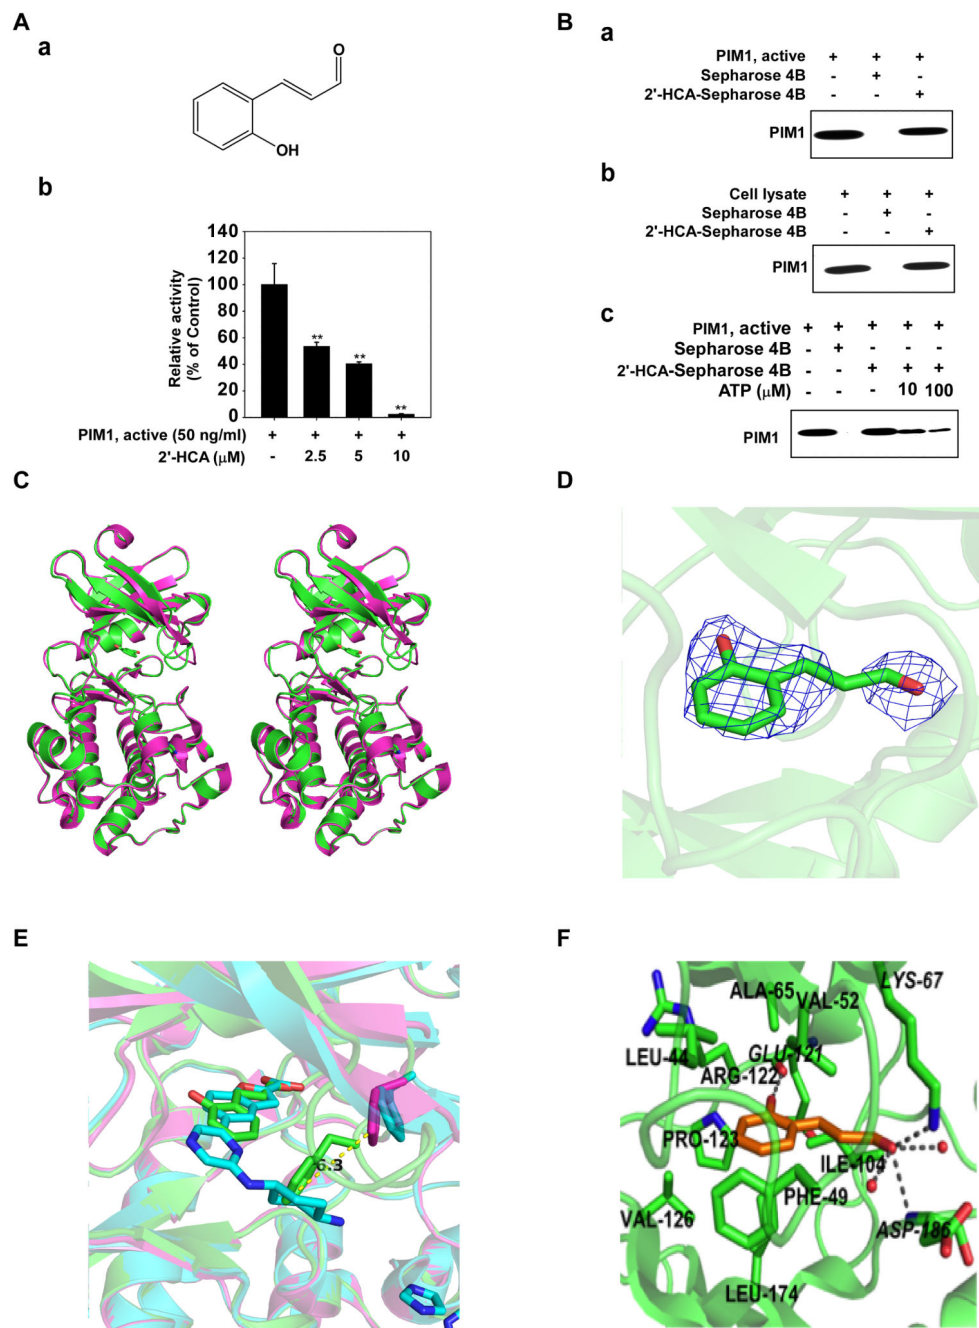 A
a
O
OH
b
140
120
100
80
60
40
20
0
Relative activity
(% of Control)
**
**
**
PIM1, active (50 ng/ml) + + + +
2'-HCA (μM) - 2.5 5 10
B
a
PIM1, active + + +
Sepharose 4B - + -
2'-HCA-Sepharose 4B - - +
PIM1
b
Cell lysate + + +
Sepharose 4B - + -
2'-HCA-Sepharose 4B - - +
PIM1
c
PIM1, active + + + + +
Sepharose 4B - + - - -
2'-HCA-Sepharose 4B - - + + +
ATP (μM) - - - 10 100
PIM1
C
D
E
6.3
F
LYS-67
ALA-65
VAL-52
LEU-44
GLU-121
ARG-122
PRO-123
ILE-104
PHE-49
VAL-126
ASP-186
LEU-174